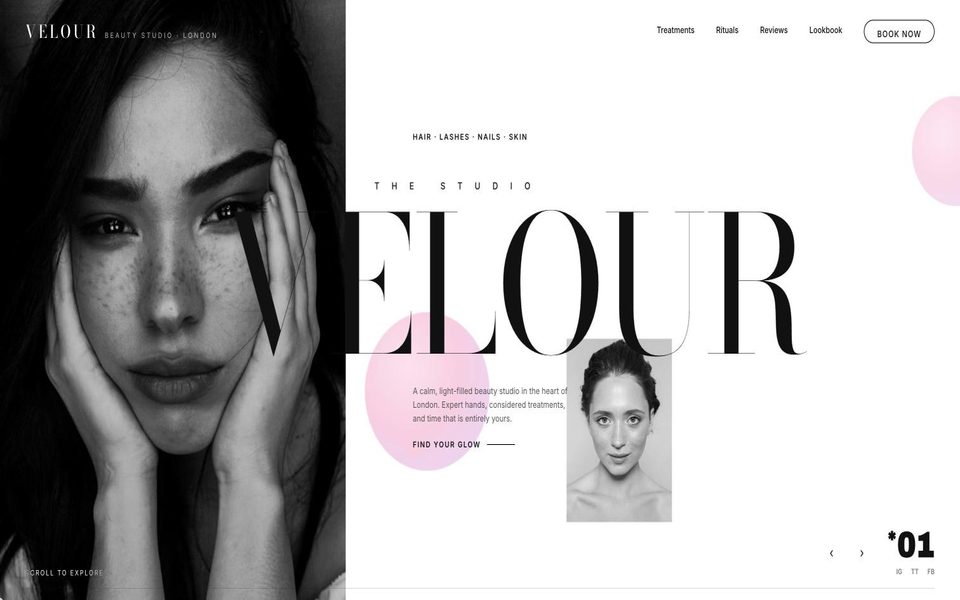 VELOUR BEAUTY STUDIO · LONDON
Treatments Rituals Reviews Lookbook BOOK NOW
HAIR · LASHES · NAILS · SKIN
THE STUDIO
VELOUR
A calm, light-filled beauty studio in the heart of
London. Expert hands, considered treatments,
and time that is entirely yours.
FIND YOUR GLOW
‹ › *01
SCROLL TO EXPLORE
IG TT FB